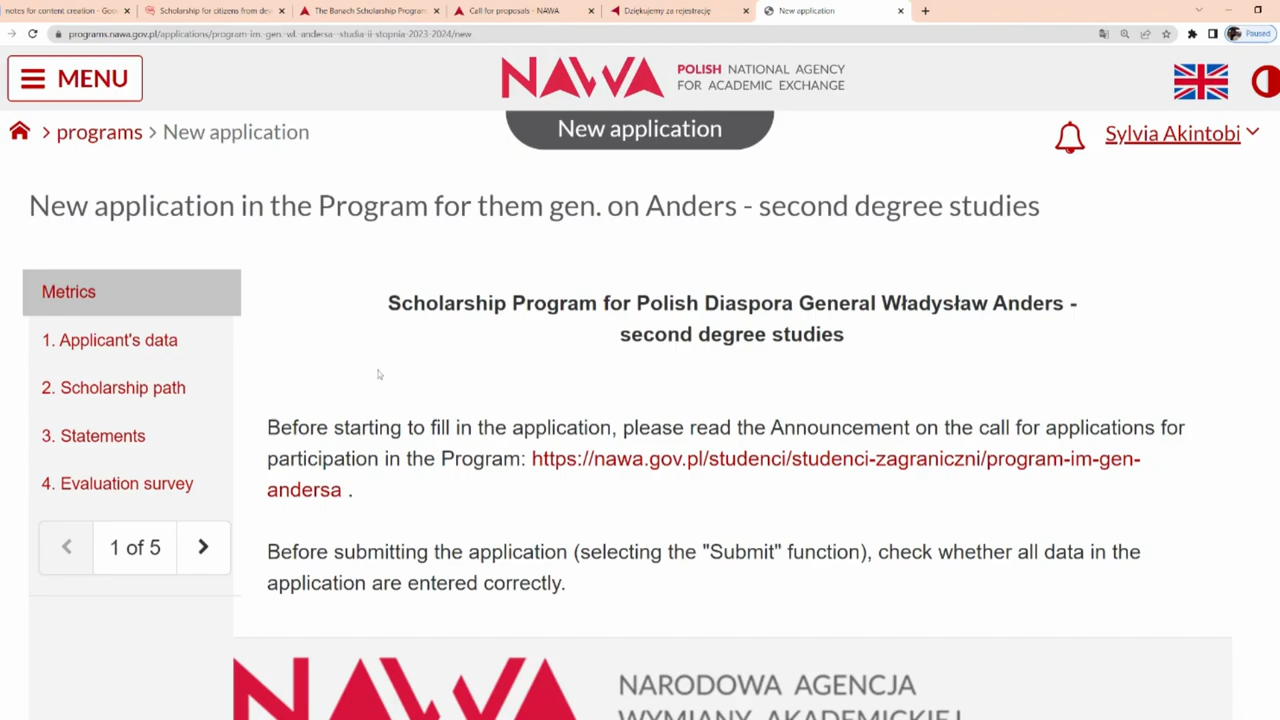 notes for content creation - Goo
Scholarship for citizens from dev
The Banach Scholarship Program
Call for proposals - NAWA
Dziękujemy za rejestrację
New application
programs.nawa.gov.pl/applications/program-im.-gen.-wl.-andersa--studia-ii-stopnia-2023-2024/new
Paused
MENU
NAWA
POLISH NATIONAL AGENCY
FOR ACADEMIC EXCHANGE
programs > New application
New application
Sylvia Akintobi
New application in the Program for them gen. on Anders - second degree studies
Metrics
1. Applicant's data
2. Scholarship path
3. Statements
4. Evaluation survey
1 of 5
Scholarship Program for Polish Diaspora General Władysław Anders -
second degree studies
Before starting to fill in the application, please read the Announcement on the call for applications for
participation in the Program: https://nawa.gov.pl/studenci/studenci-zagraniczni/program-im-gen-
andersa .
Before submitting the application (selecting the "Submit" function), check whether all data in the
application are entered correctly.
NAWA
NARODOWA AGENCJA
WYMIANY AKADEMICKIEJ